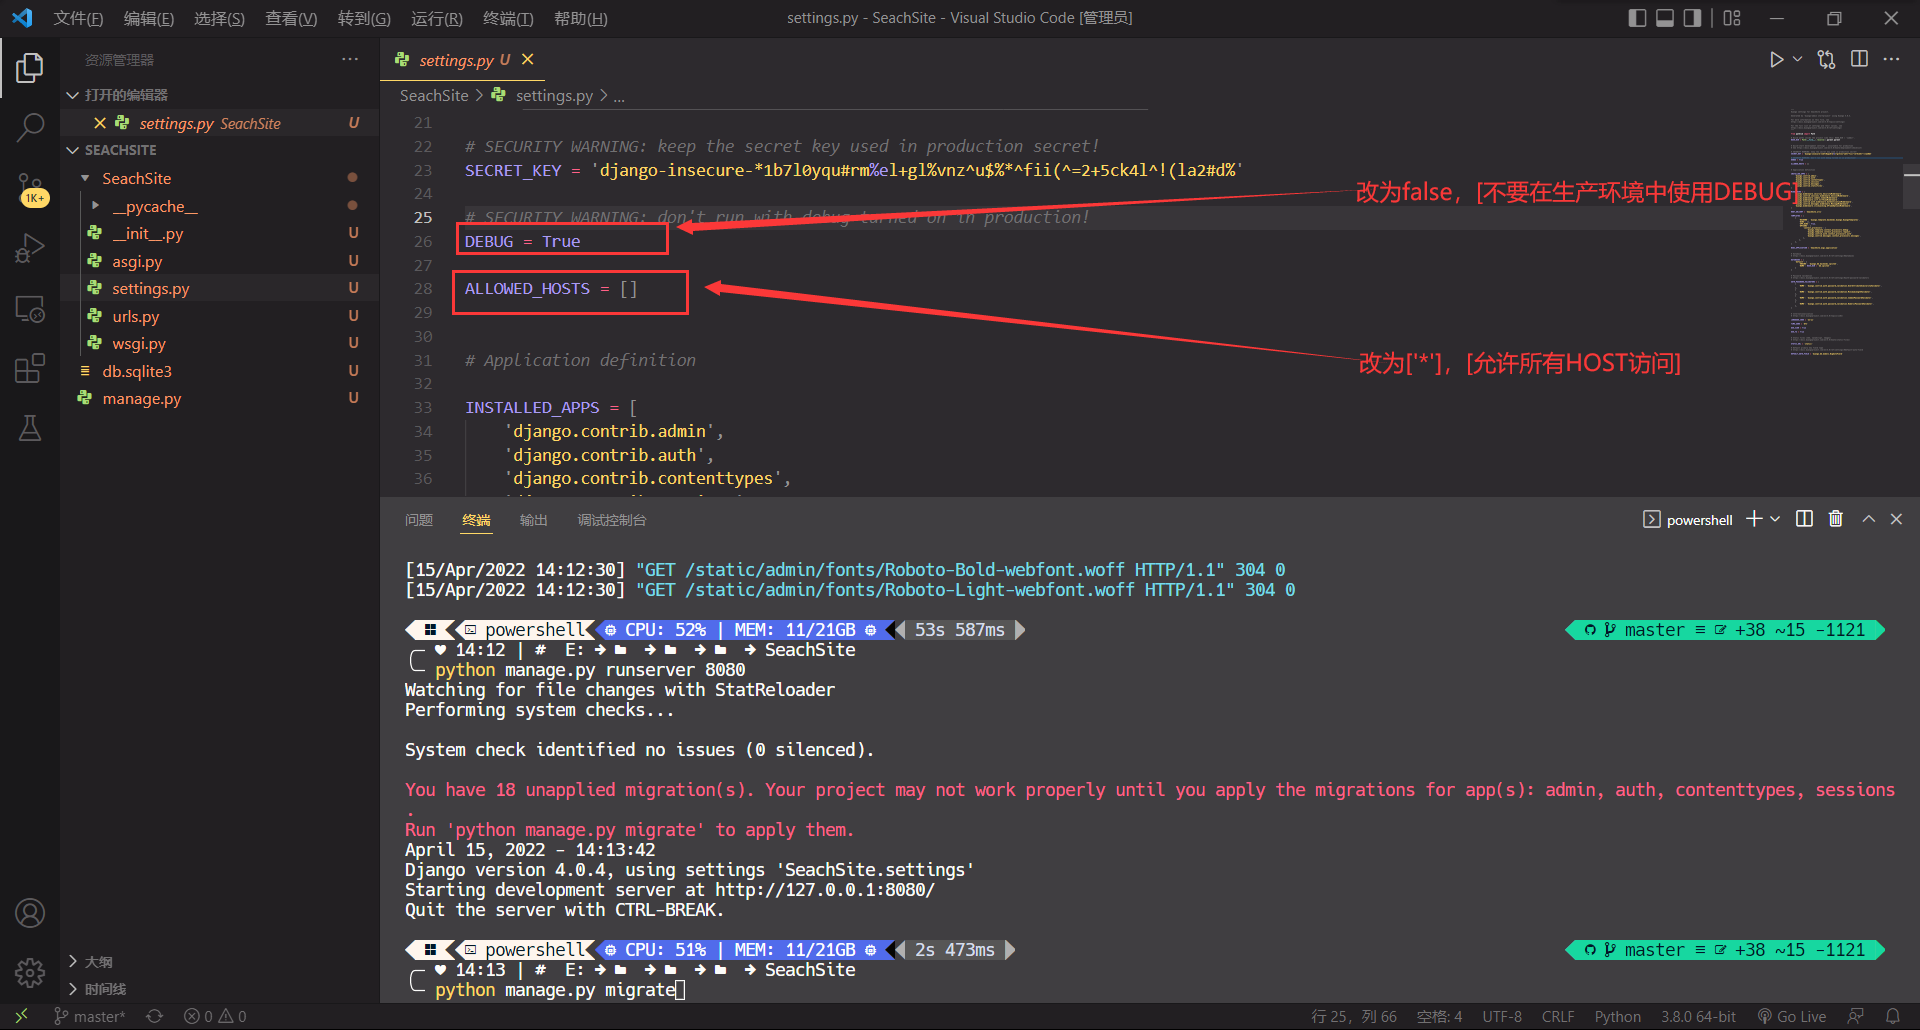 文件(F) 编辑(E) 选择(S) 查看(V) 转到(G) 运行(R) 终端(T) 帮助(H)
settings.py - SeachSite - Visual Studio Code [管理员]
资源管理器 ···
打开的编辑器
settings.py SeachSite U
SEACHSITE
SeachSite
__pycache__
__init__.py U
asgi.py U
settings.py U
urls.py U
wsgi.py U
db.sqlite3 U
manage.py U
大纲
时间线
1K+
settings.py U
SeachSite > settings.py > ...
21
22 # SECURITY WARNING: keep the secret key used in production secret!
23 SECRET_KEY = 'django-insecure-*1b7l0yqu#rm%el+gl%vnz^u$%*^fii(^=2+5ck4l^!(la2#d%'
24
25 # SECURITY WARNING: don't run with debug turned on in production!
26 DEBUG = True
27
28 ALLOWED_HOSTS = []
29
30
31 # Application definition
32
33 INSTALLED_APPS = [
34 'django.contrib.admin',
35 'django.contrib.auth',
36 'django.contrib.contenttypes',
改为false，[不要在生产环境中使用DEBUG]
改为['*']，[允许所有HOST访问]
问题 终端 输出 调试控制台
powershell
[15/Apr/2022 14:12:30] "GET /static/admin/fonts/Roboto-Bold-webfont.woff HTTP/1.1" 304 0
[15/Apr/2022 14:12:30] "GET /static/admin/fonts/Roboto-Light-webfont.woff HTTP/1.1" 304 0
powershell CPU: 52% | MEM: 11/21GB 53s 587ms master ≡ +38 ~15 -1121
♥ 14:12 | # E: → → → → SeachSite
python manage.py runserver 8080
Watching for file changes with StatReloader
Performing system checks...
System check identified no issues (0 silenced).
You have 18 unapplied migration(s). Your project may not work properly until you apply the migrations for app(s): admin, auth, contenttypes, sessions
.
Run 'python manage.py migrate' to apply them.
April 15, 2022 - 14:13:42
Django version 4.0.4, using settings 'SeachSite.settings'
Starting development server at http://127.0.0.1:8080/
Quit the server with CTRL-BREAK.
powershell CPU: 51% | MEM: 11/21GB 2s 473ms master ≡ +38 ~15 -1121
♥ 14:13 | # E: → → → → SeachSite
python manage.py migrate
master* 0 0 行 25，列 66 空格: 4 UTF-8 CRLF Python 3.8.0 64-bit Go Live